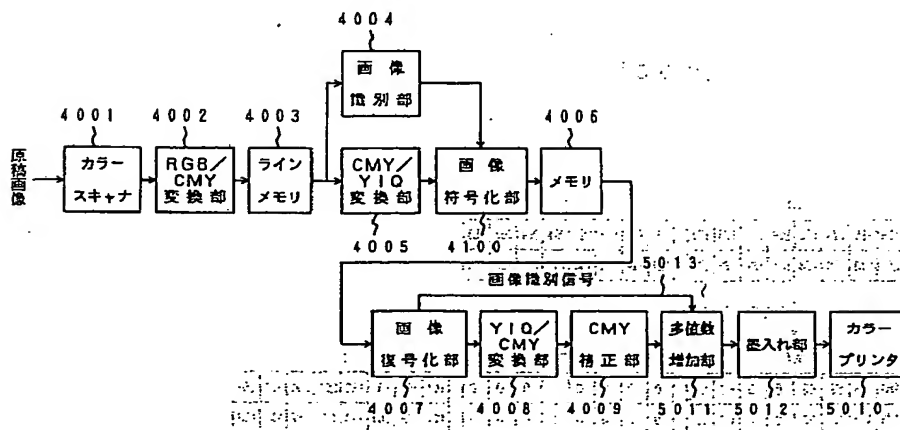 4004
画像
識別部
4001
4002
4003
4006
原稿画像
カラー
スキャナ
RGB/
CMY
変換部
ライン
メモリ
CMY/
YIQ
変換部
画像
符号化部
メモリ
4005
4100
5013
画像識別信号
画像
復号化部
YIQ/
CMY
変換部
CMY
補正部
多値数
増加部
墨入れ部
カラー
プリンタ
4007
4008
4009
5011
5012
5010